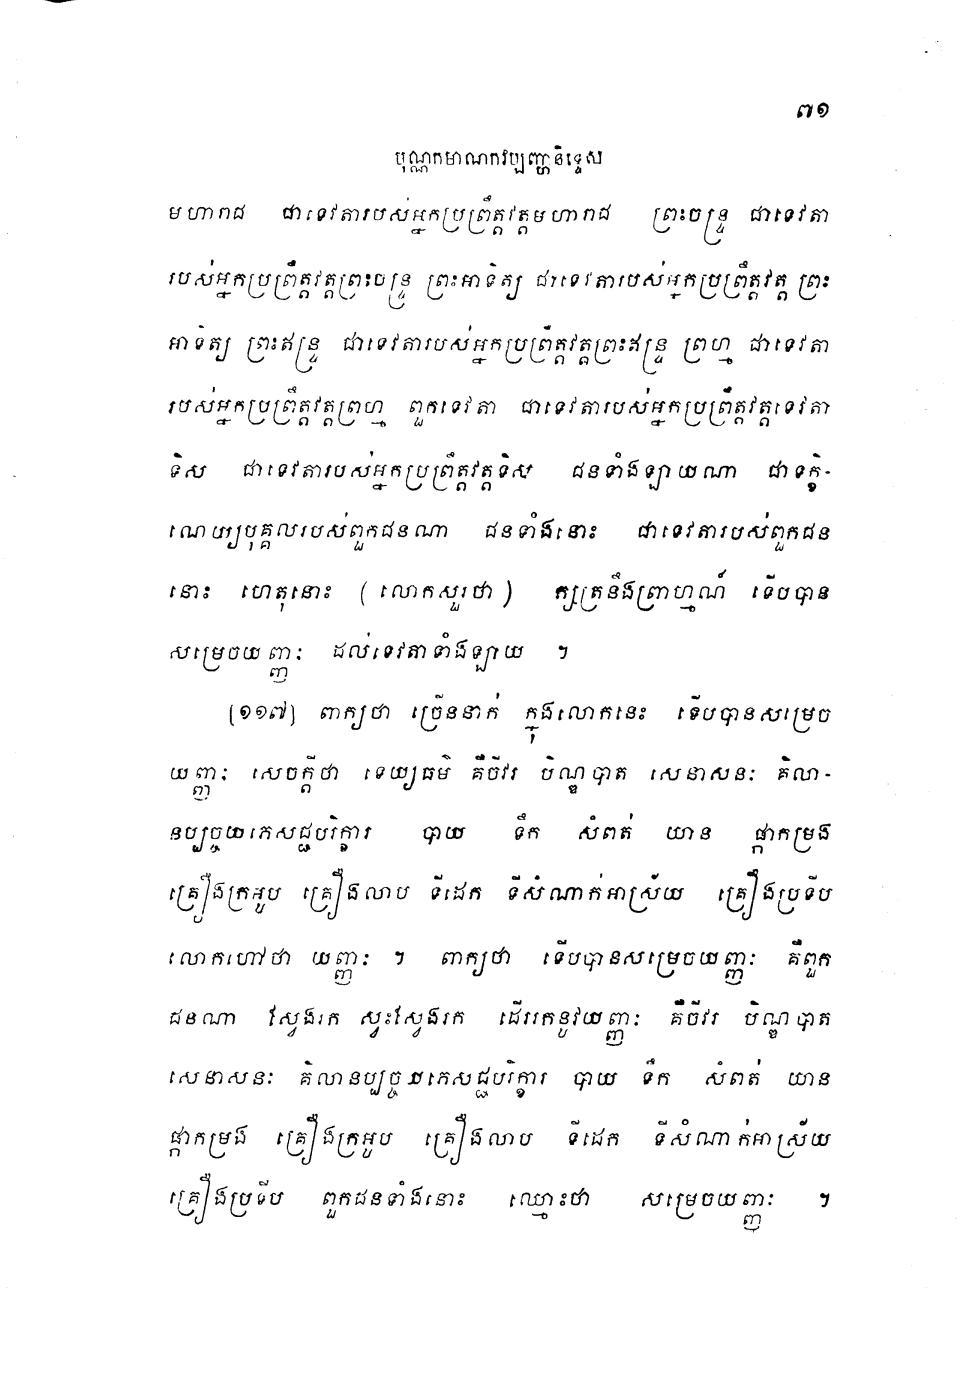 ៧១
បុណ្ណកមាណវប្បញ្ហានិទ្ទេស
មហារាជ ជាទេវតារបស់អ្នកប្រព្រឹត្តវត្តមហារាជ ព្រះចន្ទ្រ ជាទេវតា
របស់អ្នកប្រព្រឹត្តវត្តព្រះចន្ទ្រ ព្រះអាទិត្យ ជាទេវតារបស់អ្នកប្រព្រឹត្តវត្ត ព្រះ
អាទិត្យ ព្រះឥន្ទ្រ ជាទេវតារបស់អ្នកប្រព្រឹត្តវត្តព្រះឥន្ទ្រ ព្រហ្ម ជាទេវតា
របស់អ្នកប្រព្រឹត្តវត្តព្រហ្ម ពួកទេវតា ជាទេវតារបស់អ្នកប្រព្រឹត្តវត្តទេវតា
ទិស ជាទេវតារបស់អ្នកប្រព្រឹត្តវត្តទិស ជនទាំងឡាយណា ជាទក្ខិ-
ណេយ្យបុគ្គលរបស់ពួកជនណា ជនទាំងនោះ ជាទេវតារបស់ពួកជន
នោះ ហេតុនោះ (លោកសួរថា) ក្សត្រនឹងព្រាហ្មណ៍ ទើបបាន
សម្រេចយញ្ញៈ ដល់ទេវតាទាំងឡាយ ។
[១១៧] ពាក្យថា ច្រើននាក់ ក្នុងលោកនេះ ទើបបានសម្រេច
យញ្ញៈ សេចក្តីថា ទេយ្យធម៌ គឺចីវរ បិណ្ឌបាត សេនាសនៈ គិលា-
នប្បច្ចយភេសជ្ជបរិក្ខារ បាយ ទឹក សំពត់ យាន ផ្កាកម្រង
គ្រឿងក្រអូប គ្រឿងលាប ទីដេក ទីសំណាក់អាស្រ័យ គ្រឿងប្រទីប
លោកហៅថា យញ្ញៈ ។ ពាក្យថា ទើបបានសម្រេចយញ្ញៈ គឺពួក
ជនណា ស្វែងរក ស្វះស្វែងរក ដើររកនូវយញ្ញៈ គឺចីវរ បិណ្ឌបាត
សេនាសនៈ គិលានប្បច្ចយភេសជ្ជបរិក្ខារ បាយ ទឹក សំពត់ យាន
ផ្កាកម្រង គ្រឿងក្រអូប គ្រឿងលាប ទីដេក ទីសំណាក់អាស្រ័យ
គ្រឿងប្រទីប ពួកជនទាំងនោះ ឈ្មោះថា សម្រេចយញ្ញៈ ។